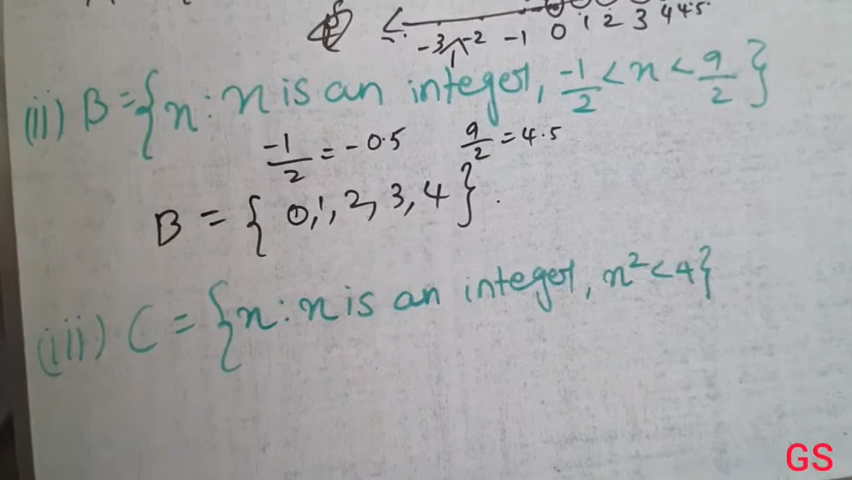 -3 -2 -1 0 1 2 3 4 4.5
(ii) B = {x : x is an integer, -1/2 < x < 9/2}
-1/2 = -0.5 9/2 = 4.5
B = {0, 1, 2, 3, 4}.
(iii) C = {x : x is an integer, x² < 4}
GS